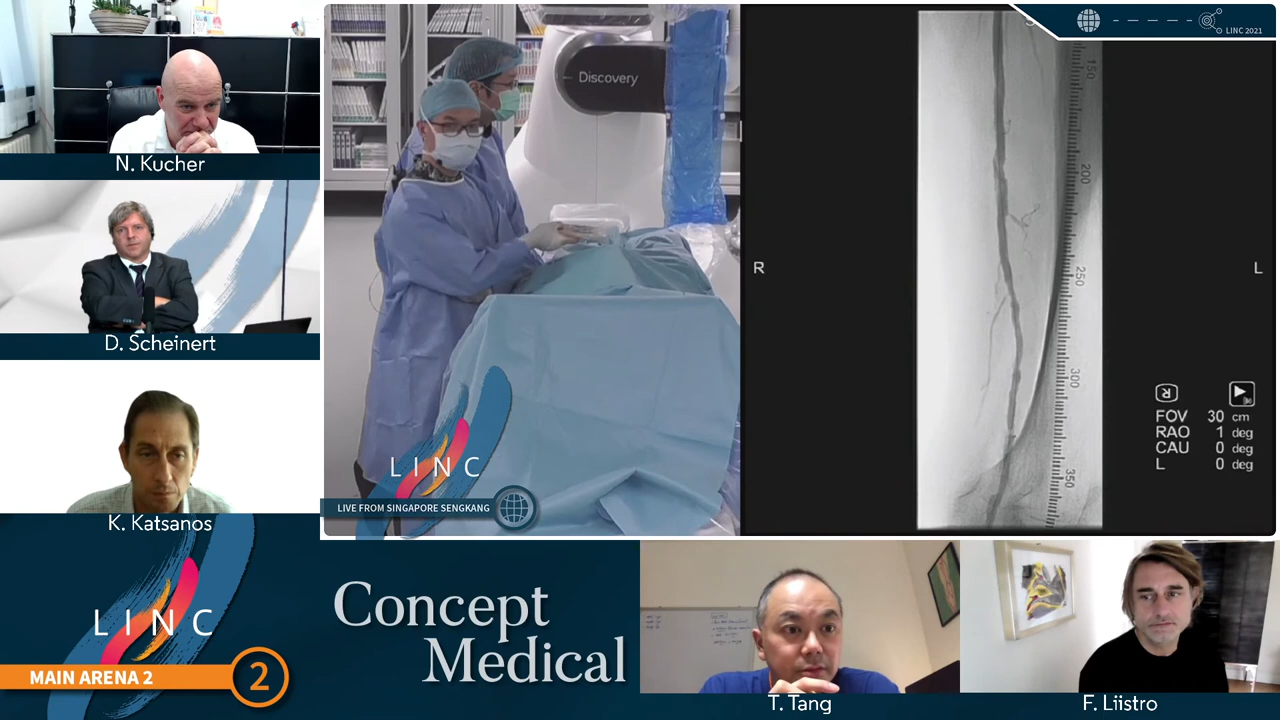 N. Kucher
D. Scheinert
K. Katsanos
LINC
MAIN ARENA 2
2
Concept
Medical
Discovery
LINC
LIVE FROM SINGAPORE SENGKANG
LINC 2021
R
L
150
200
250
300
350
R
FOV 30 cm
RAO 1 deg
CAU 0 deg
L 0 deg
T. Tang
F. Liistro